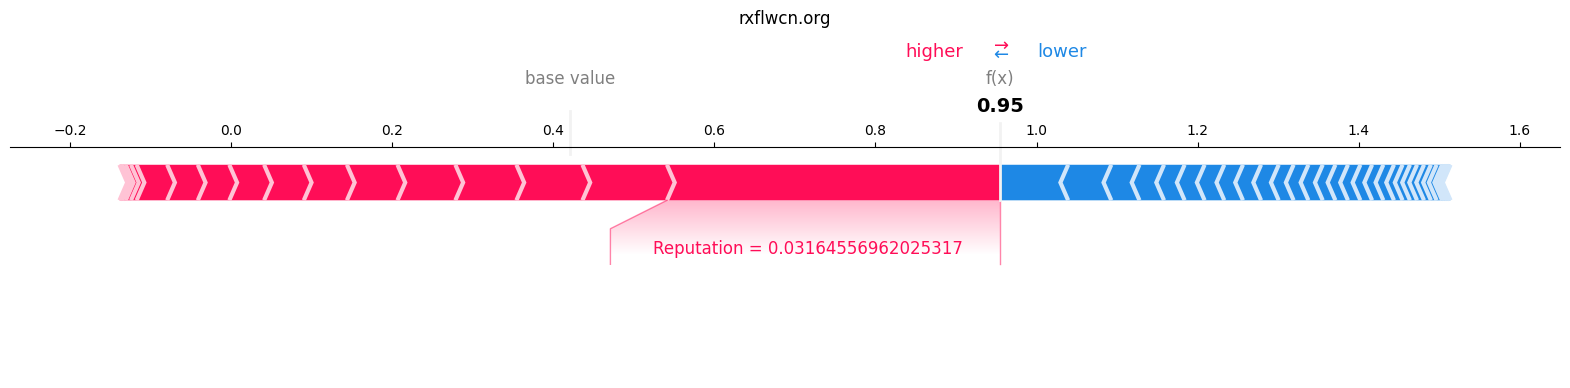 rxflwcn.org
higher ⇄ lower
base value f(x)
0.95
−0.2 0.0 0.2 0.4 0.6 0.8 1.0 1.2 1.4 1.6
Reputation = 0.03164556962025317